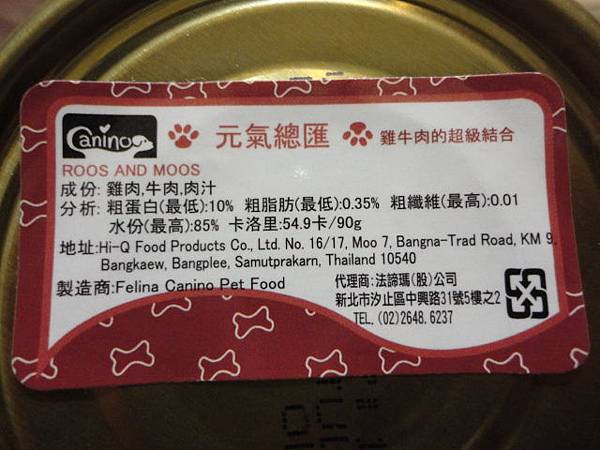 Canino 元氣總匯 雞牛肉的超級結合
ROOS AND MOOS
成份: 雞肉,牛肉,肉汁
分析: 粗蛋白(最低):10% 粗脂肪(最低):0.35% 粗纖維(最高):0.01
水份(最高):85% 卡洛里:54.9卡/90g
地址:Hi-Q Food Products Co., Ltd. No. 16/17, Moo 7, Bangna-Trad Road, KM 9,
Bangkaew, Bangplee, Samutprakarn, Thailand 10540
製造商:Felina Canino Pet Food
代理商:法諦瑪(股)公司
新北市汐止區中興路31號5樓之2
TEL. (02)2648.6237